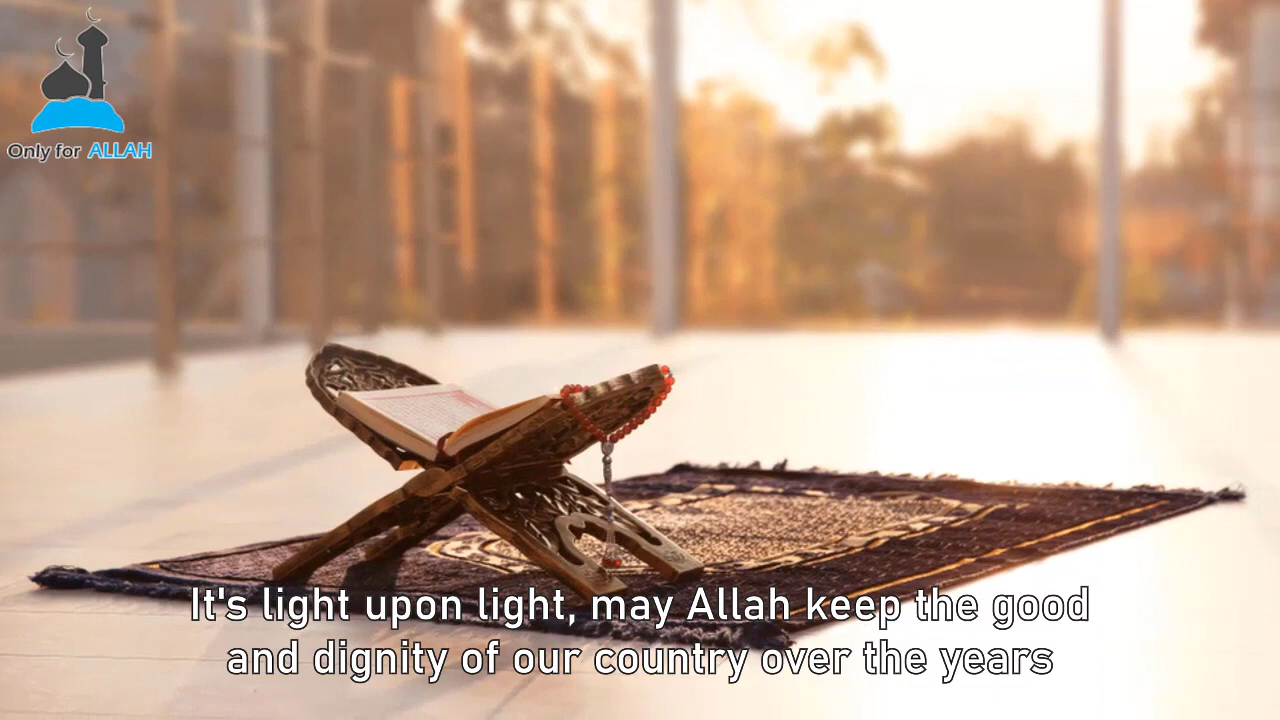 Only for ALLAH
It's light upon light, may Allah keep the good
and dignity of our country over the years